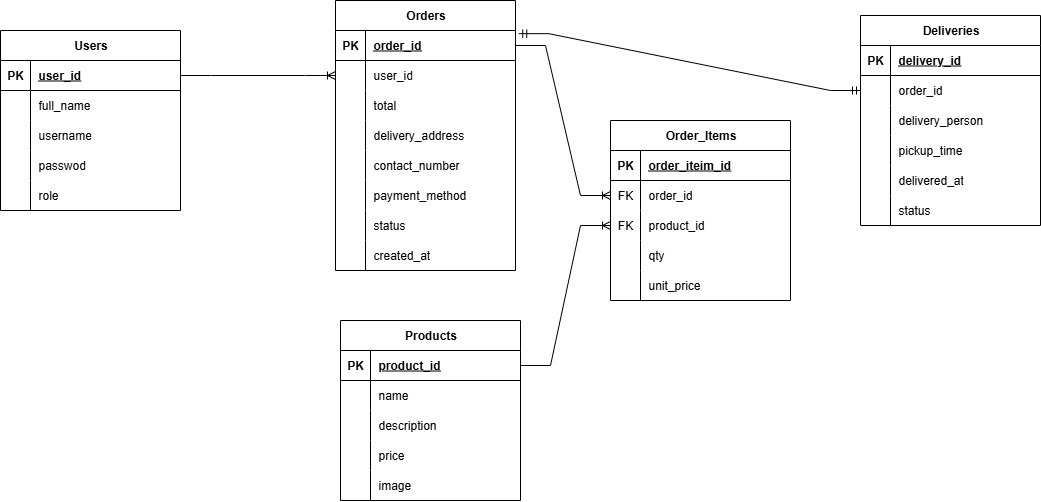 Users
PK user_id
full_name
username
passwod
role
Orders
PK order_id
user_id
total
delivery_address
contact_number
payment_method
status
created_at
Order_Items
PK order_iteim_id
FK order_id
FK product_id
qty
unit_price
Deliveries
PK delivery_id
order_id
delivery_person
pickup_time
delivered_at
status
Products
PK product_id
name
description
price
image